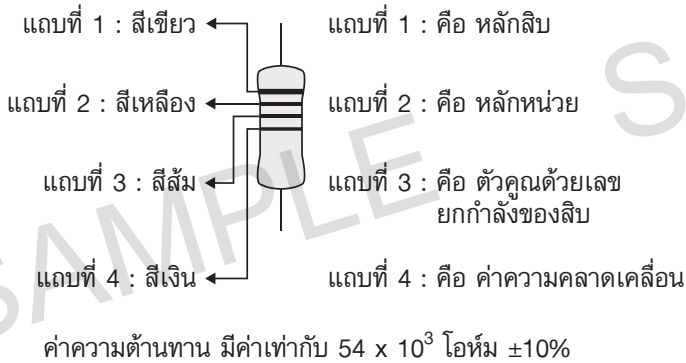 แถบที่ 1 : สีเขียว แถบที่ 1 : คือ หลักสิบ
แถบที่ 2 : สีเหลือง แถบที่ 2 : คือ หลักหน่วย
แถบที่ 3 : สีส้ม แถบที่ 3 : คือ ตัวคูณด้วยเลข
ยกกำลังของสิบ
แถบที่ 4 : สีเงิน แถบที่ 4 : คือ ค่าความคลาดเคลื่อน
ค่าความต้านทาน มีค่าเท่ากับ 54 x 10³ โอห์ม ±10%
SAMPLE S